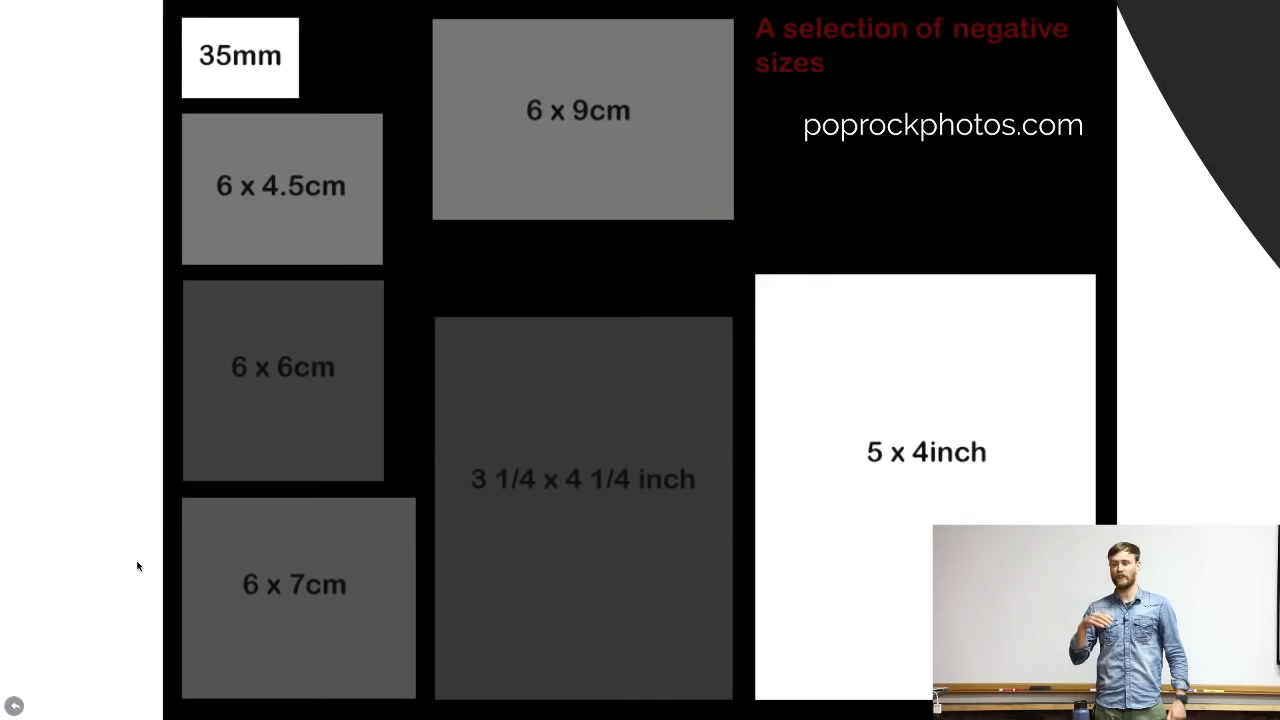 35mm
6 x 4.5cm
6 x 6cm
6 x 7cm
6 x 9cm
3 1/4 x 4 1/4 inch
A selection of negative
sizes
poprockphotos.com
5 x 4inch